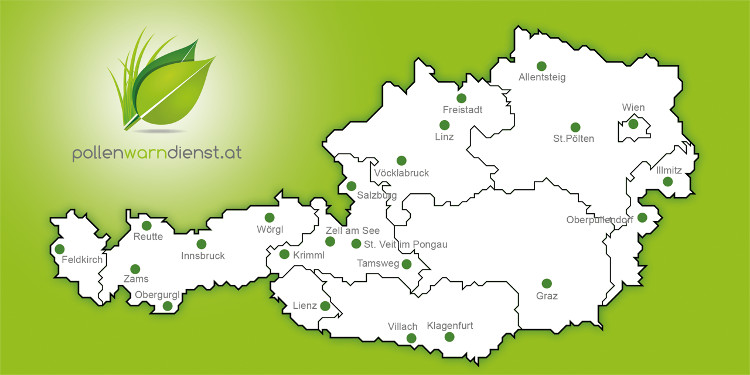 pollenwarndienst.at
Allentsteig
Freistadt
Wien
Linz
St.Pölten
Vöcklabruck
Illmitz
Salzburg
Oberpullendorf
Wörgl
Reutte
Zell am See
St. Veit im Pongau
Innsbruck
Krimml
Feldkirch
Tamsweg
Zams
Obergurgl
Graz
Lienz
Villach
Klagenfurt